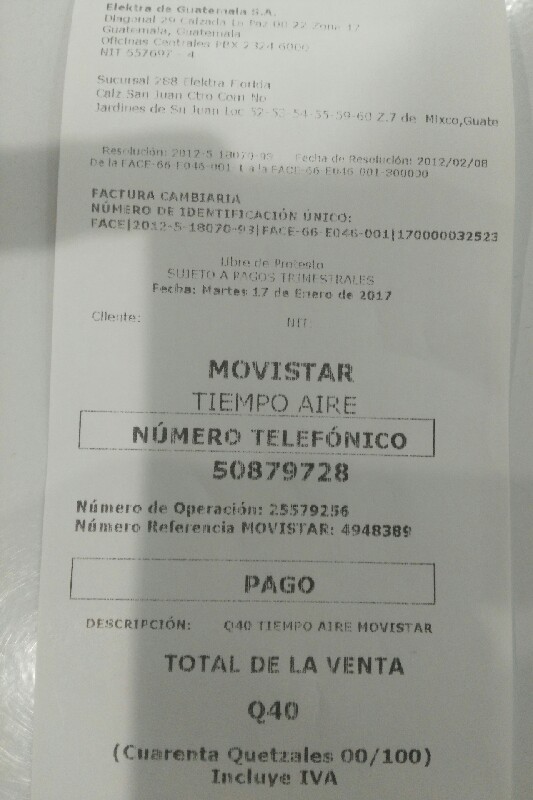 Elektra de Guatemala S.A.
Diagonal 29 Calzada La Paz 00-22 Zona 17
Guatemala, Guatemala
Oficinas Centrales PBX 2324 6000
NIT 557697 - 4
Sucursal 288 Elektra Florida
Calz San Juan Ctro Com No
Jardines de Sn Juan Loc 52-53-54-55-59-60 Z.7 de Mixco,Guate
Resolución: 2012-5-18070-93 Fecha de Resolución: 2012/02/08
De la FACE-66-E046-001-1 a la FACE-66-E046-001-800000
FACTURA CAMBIARIA
NÚMERO DE IDENTIFICACIÓN ÚNICO:
FACE|2012-5-18070-93|FACE-66-E046-001|170000032523
Libre de Protesto
SUJETO A PAGOS TRIMESTRALES
Fecha: Martes 17 de Enero de 2017
Cliente: NIT:
MOVISTAR
TIEMPO AIRE
NÚMERO TELEFÓNICO
50879728
Número de Operación: 25579256
Número Referencia MOVISTAR: 4948389
PAGO
DESCRIPCIÓN: Q40 TIEMPO AIRE MOVISTAR
TOTAL DE LA VENTA
Q40
(Cuarenta Quetzales 00/100)
Incluye IVA